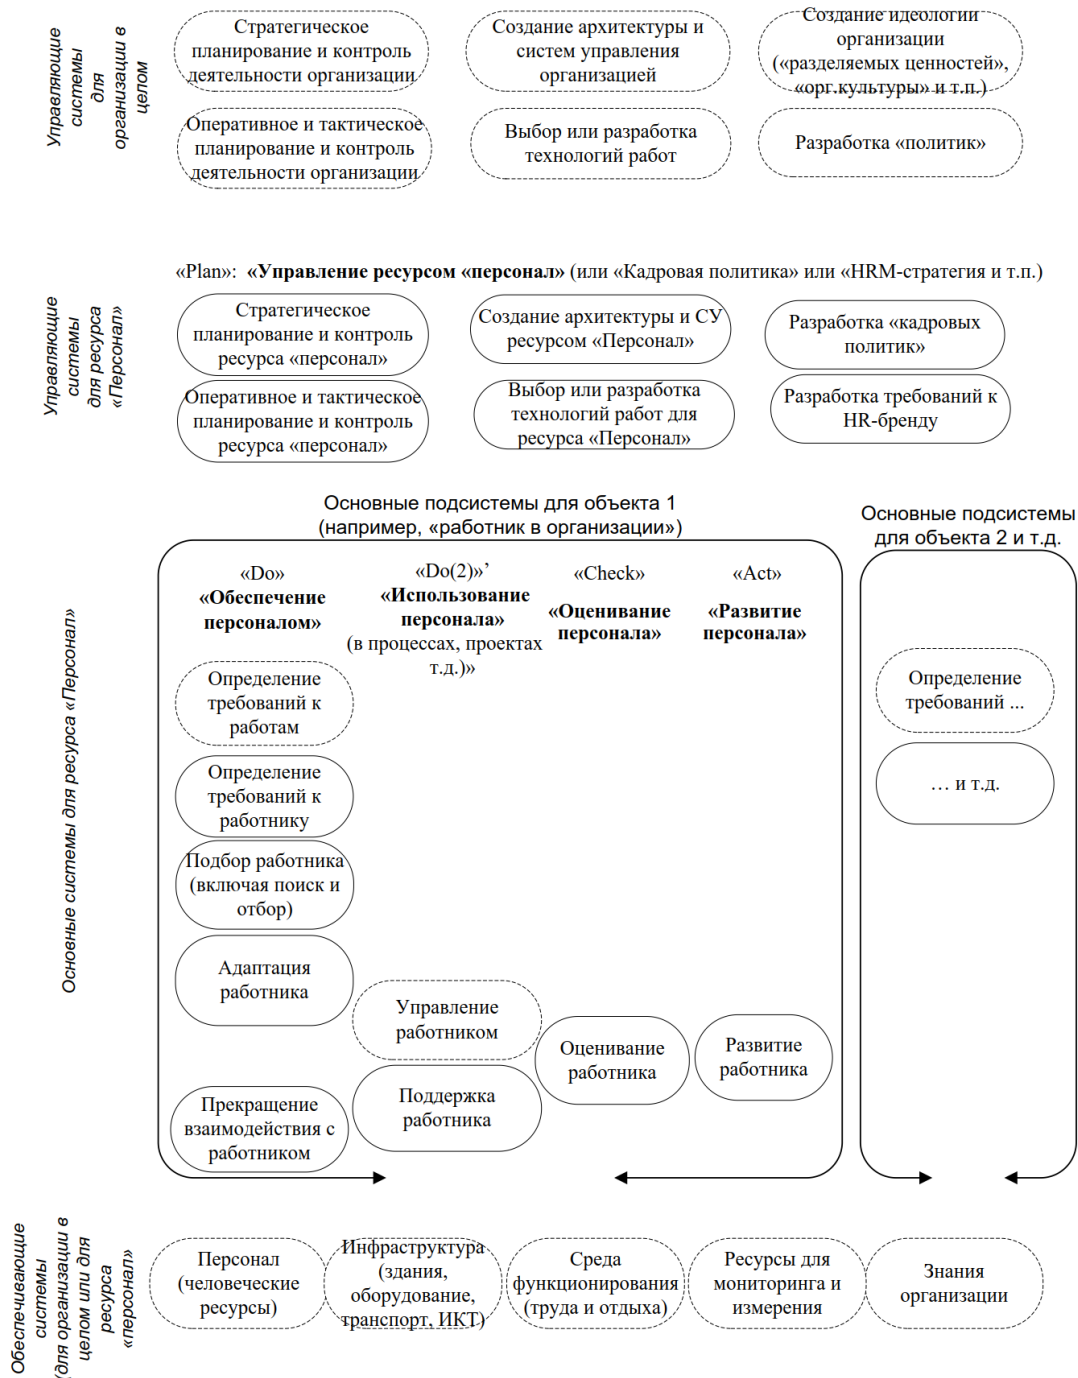 Управляющие
системы
для
организации в
целом
Стратегическое
планирование и контроль
деятельности организации
Создание архитектуры и
систем управления
организацией
Создание идеологии
организации
(«разделяемых ценностей»,
«орг.культуры» и т.п.)
Оперативное и тактическое
планирование и контроль
деятельности организации
Выбор или разработка
технологий работ
Разработка «политик»
«Plan»: «Управление ресурсом «персонал» (или «Кадровая политика» или «HRM-стратегия и т.п.)
Управляющие
системы
для ресурса
«Персонал»
Стратегическое
планирование и контроль
ресурса «персонал»
Создание архитектуры и СУ
ресурсом «Персонал»
Разработка «кадровых
политик»
Оперативное и тактическое
планирование и контроль
ресурса «персонал»
Выбор или разработка
технологий работ для
ресурса «Персонал»
Разработка требований к
HR-бренду
Основные подсистемы для объекта 1
(например, «работник в организации»)
Основные подсистемы
для объекта 2 и т.д.
Основные системы для ресурса «Персонал»
«Do»
«Обеспечение
персоналом»
«Do(2)»’
«Использование
персонала»
(в процессах, проектах
т.д.)»
«Check»
«Оценивание
персонала»
«Act»
«Развитие
персонала»
Определение
требований к
работам
Определение
требований к
работнику
Подбор работника
(включая поиск и
отбор)
Адаптация
работника
Прекращение
взаимодействия с
работником
Управление
работником
Поддержка
работника
Оценивание
работника
Развитие
работника
Определение
требований ...
… и т.д.
Обеспечивающие
системы
(для организации в
целом или для
ресурса
«персонал»
Персонал
(человеческие
ресурсы)
Инфраструктура
(здания,
оборудование,
транспорт, ИКТ)
Среда
функционирования
(труда и отдыха)
Ресурсы для
мониторинга и
измерения
Знания
организации